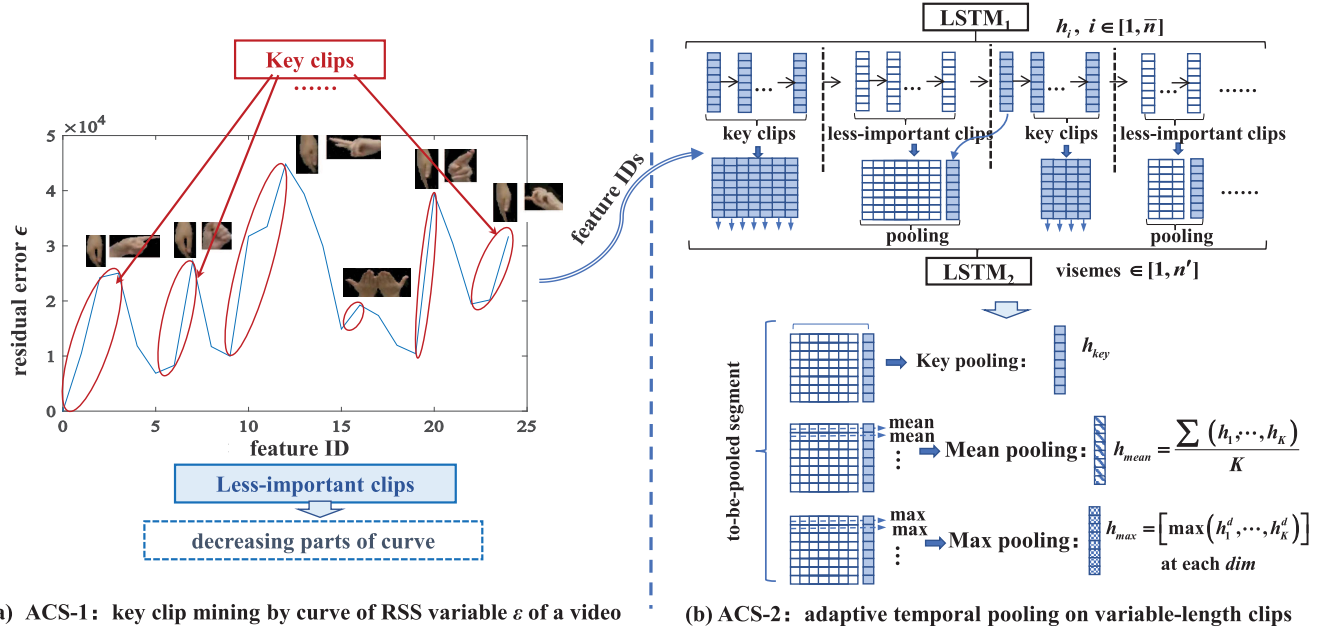 Key clips
......
×10⁴
5
4
3
2
1
0
residual error ϵ
0 5 10 15 20 25
feature ID
Less-important clips
decreasing parts of curve
a) ACS-1: key clip mining by curve of RSS variable ε of a video
feature IDs
LSTM₁
h_i, i ∈ [1, n̄]
... ... ... ... ......
key clips less-important clips key clips less-important clips
......
pooling pooling
LSTM₂
visemes ∈ [1, n′]
to-be-pooled segment
Key pooling: h_key
mean
mean
⋮
Mean pooling: h_mean = ∑ (h₁,⋯,h_K) / K
max
max
⋮
Max pooling: h_max = [max(h₁^d,⋯,h_K^d)]
at each dim
(b) ACS-2: adaptive temporal pooling on variable-length clips